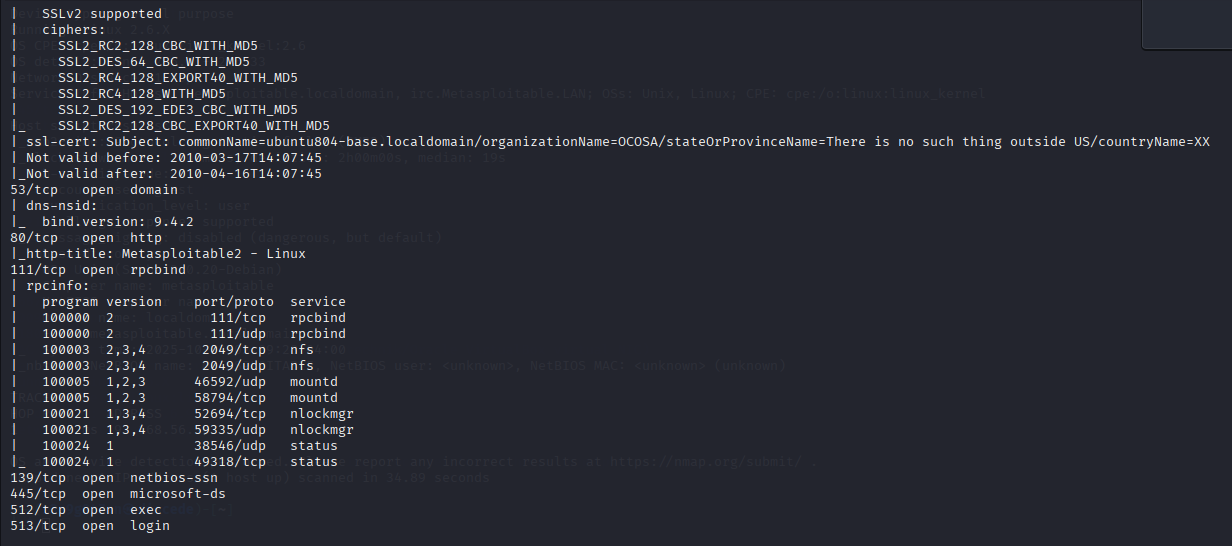 |   SSLv2 supported
|   ciphers:
|     SSL2_RC2_128_CBC_WITH_MD5
|     SSL2_DES_64_CBC_WITH_MD5
|     SSL2_RC4_128_EXPORT40_WITH_MD5
|     SSL2_RC4_128_WITH_MD5
|     SSL2_DES_192_EDE3_CBC_WITH_MD5
|_    SSL2_RC2_128_CBC_EXPORT40_WITH_MD5
| ssl-cert: Subject: commonName=ubuntu804-base.localdomain/organizationName=OCOSA/stateOrProvinceName=There is no such thing outside US/countryName=XX
| Not valid before: 2010-03-17T14:07:45
|_Not valid after:  2010-04-16T14:07:45
53/tcp   open  domain
| dns-nsid:
|_  bind.version: 9.4.2
80/tcp   open  http
|_http-title: Metasploitable2 - Linux
111/tcp  open  rpcbind
| rpcinfo:
|   program version    port/proto  service
|   100000  2            111/tcp   rpcbind
|   100000  2            111/udp   rpcbind
|   100003  2,3,4       2049/tcp   nfs
|   100003  2,3,4       2049/udp   nfs
|   100005  1,2,3      46592/udp   mountd
|   100005  1,2,3      58794/tcp   mountd
|   100021  1,3,4      52694/tcp   nlockmgr
|   100021  1,3,4      59335/udp   nlockmgr
|   100024  1          38546/udp   status
|_  100024  1          49318/tcp   status
139/tcp  open  netbios-ssn
445/tcp  open  microsoft-ds
512/tcp  open  exec
513/tcp  open  login